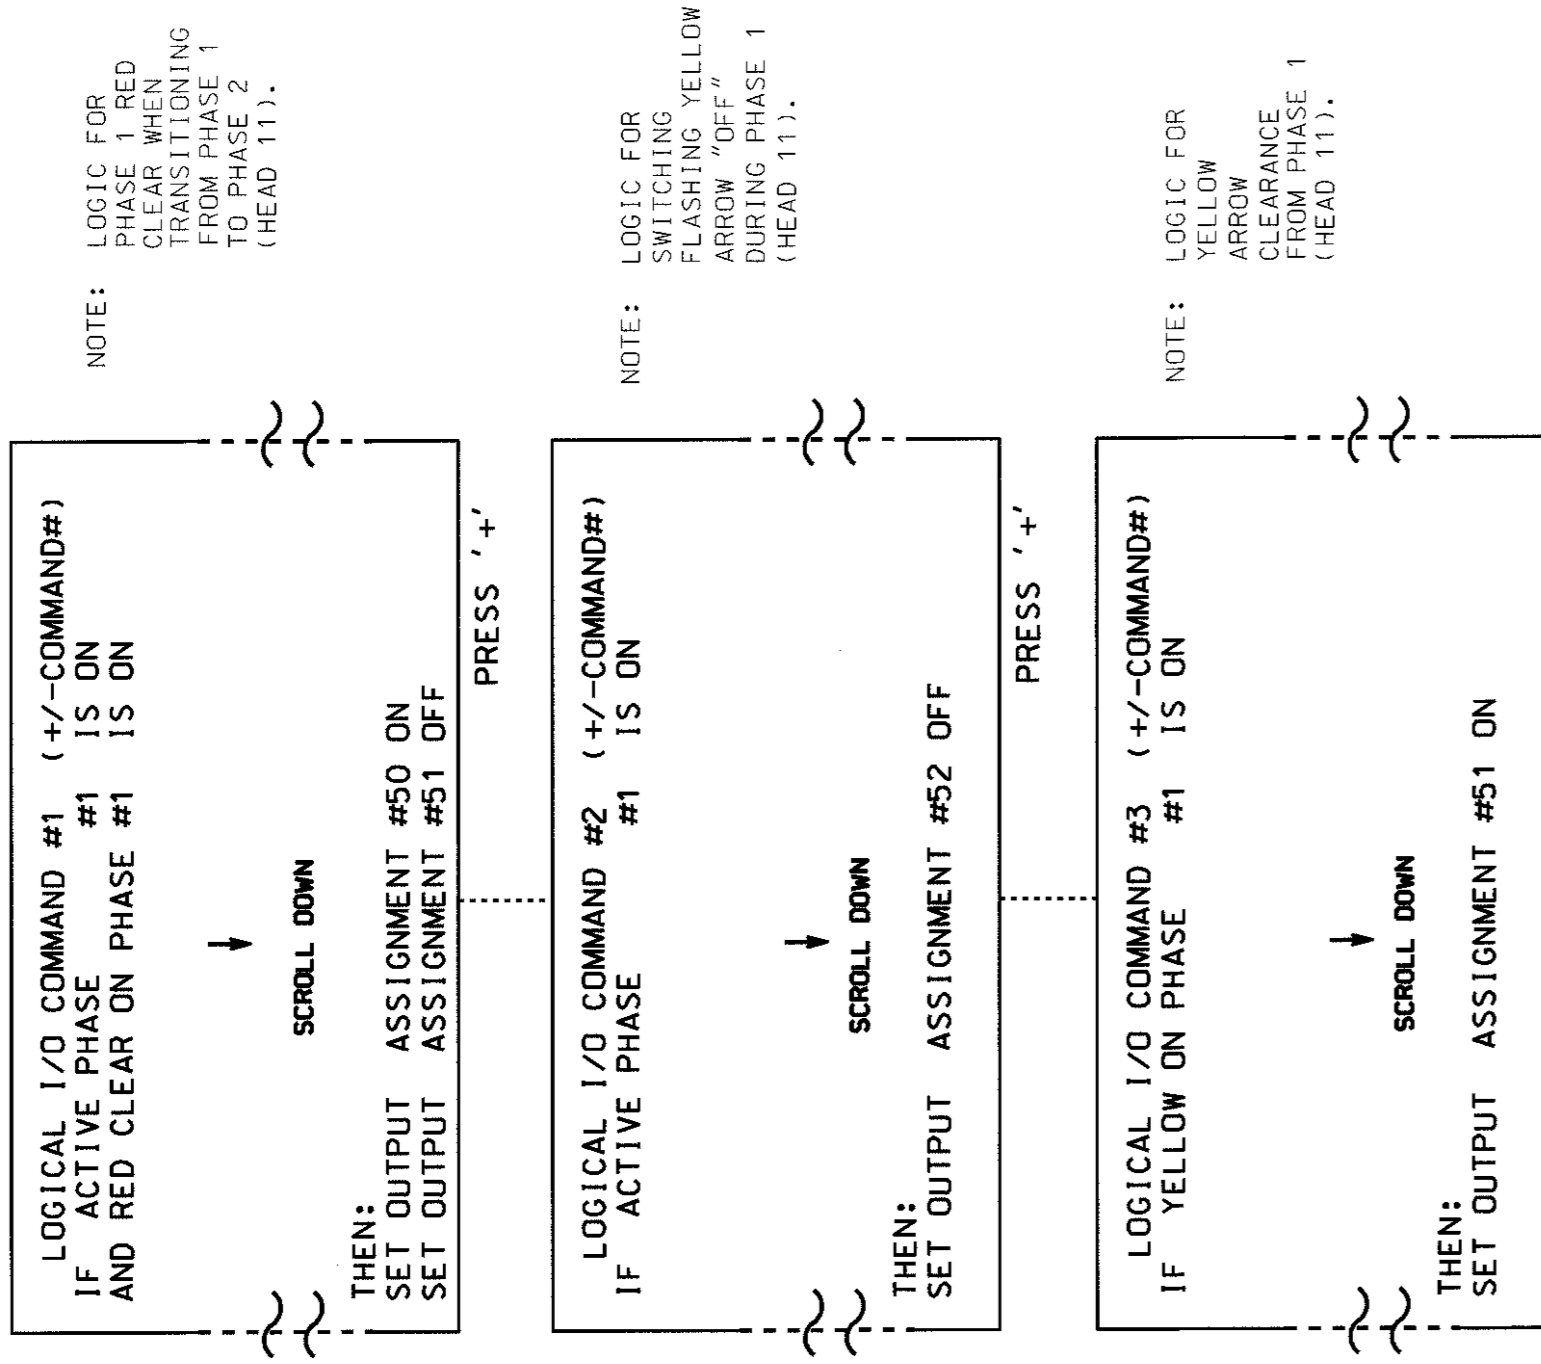 LOGICAL I/O COMMAND #1 (+/-COMMAND#)
IF ACTIVE PHASE #1 IS ON
AND RED CLEAR ON PHASE #1 IS ON
SCROLL DOWN
THEN:
SET OUTPUT ASSIGNMENT #50 ON
SET OUTPUT ASSIGNMENT #51 OFF
NOTE: LOGIC FOR
PHASE 1 RED
CLEAR WHEN
TRANSITIONING
FROM PHASE 1
TO PHASE 2
(HEAD 11).
PRESS '+'
LOGICAL I/O COMMAND #2 (+/-COMMAND#)
IF ACTIVE PHASE #1 IS ON
SCROLL DOWN
THEN:
SET OUTPUT ASSIGNMENT #52 OFF
NOTE: LOGIC FOR
SWITCHING
FLASHING YELLOW
ARROW "OFF"
DURING PHASE 1
(HEAD 11).
PRESS '+'
LOGICAL I/O COMMAND #3 (+/-COMMAND#)
IF YELLOW ON PHASE #1 IS ON
SCROLL DOWN
THEN:
SET OUTPUT ASSIGNMENT #51 ON
NOTE: LOGIC FOR
YELLOW
ARROW
CLEARANCE
FROM PHASE 1
(HEAD 11).